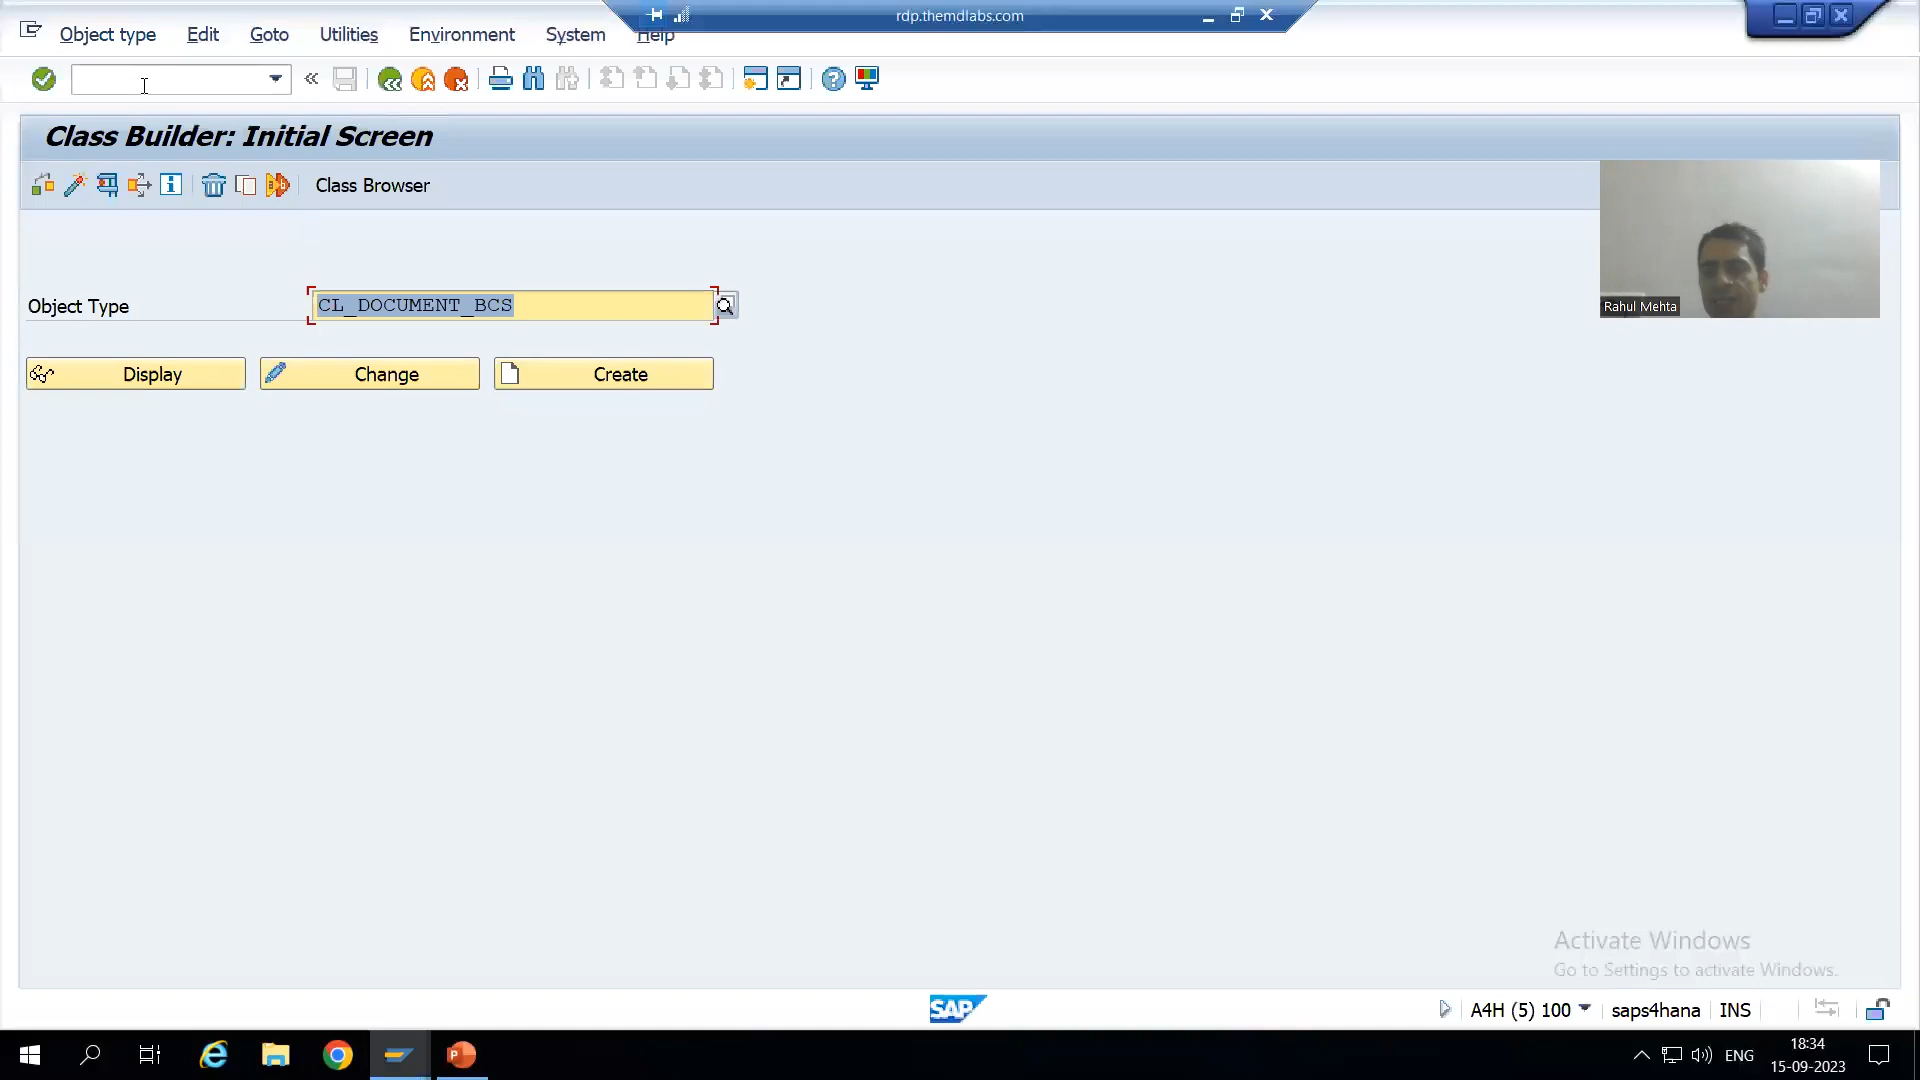 rdp.themdlabs.com
Object type Edit Goto Utilities Environment System Help
Class Builder: Initial Screen
Class Browser
Rahul Mehta
Object Type CL_DOCUMENT_BCS
Display Change Create
Activate Windows
Go to Settings to activate Windows.
SAP
A4H (5) 100 saps4hana INS
ENG
18:34
15-09-2023